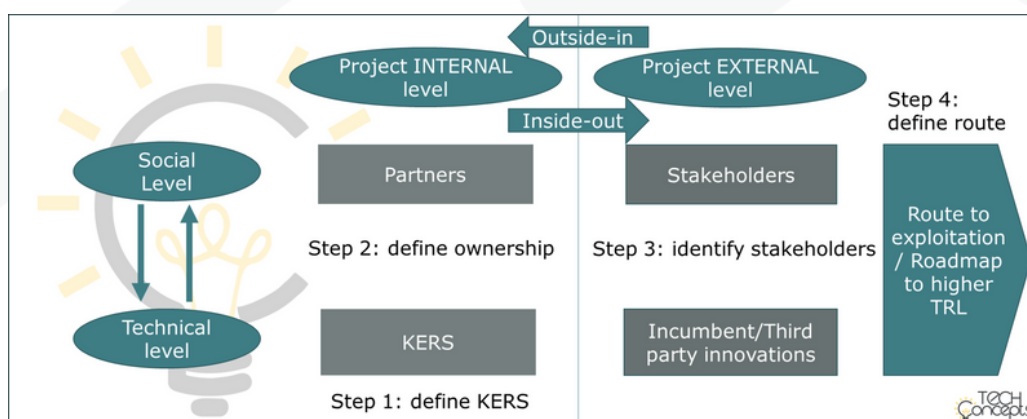 Outside-in
Project INTERNAL
level
Project EXTERNAL
level
Inside-out
Step 4:
define route
Social
Level
Partners
Stakeholders
Step 2: define ownership
Step 3: identify stakeholders
Route to
exploitation
/ Roadmap
to higher
TRL
Technical
level
KERS
Incumbent/Third
party innovations
Step 1: define KERS
TECH
Concepts